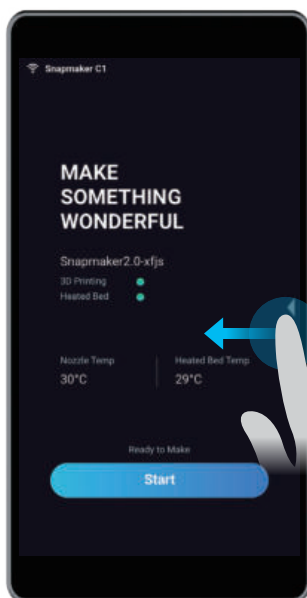 Snapmaker C1
MAKE
SOMETHING
WONDERFUL
Snapmaker2.0-xfjs
3D Printing
Heated Bed
Nozzle Temp
Heated Bed Temp
30°C
29°C
Ready to Make
Start